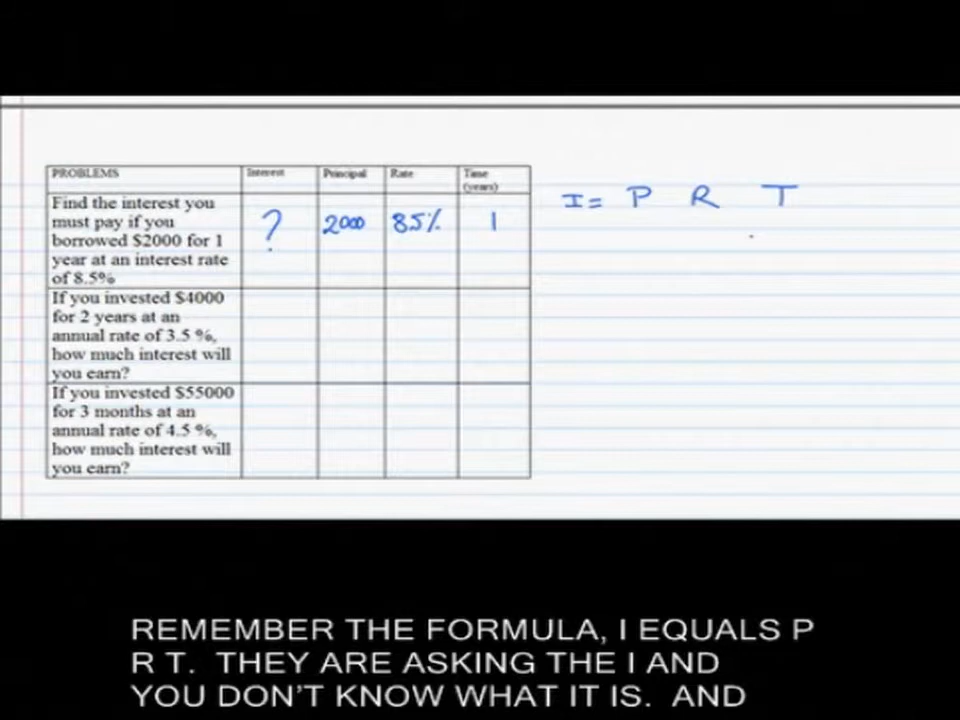 PROBLEMS Interest Principal Rate Time (years)
Find the interest you
must pay if you
borrowed $2000 for 1
year at an interest rate
of 8.5%
? 2000 8.5% 1
I = P R T
If you invested $4000
for 2 years at an
annual rate of 3.5 %,
how much interest will
you earn?
If you invested $55000
for 3 months at an
annual rate of 4.5 %,
how much interest will
you earn?
REMEMBER THE FORMULA, I EQUALS P
R T.  THEY ARE ASKING THE I AND
YOU DON'T KNOW WHAT IT IS.  AND